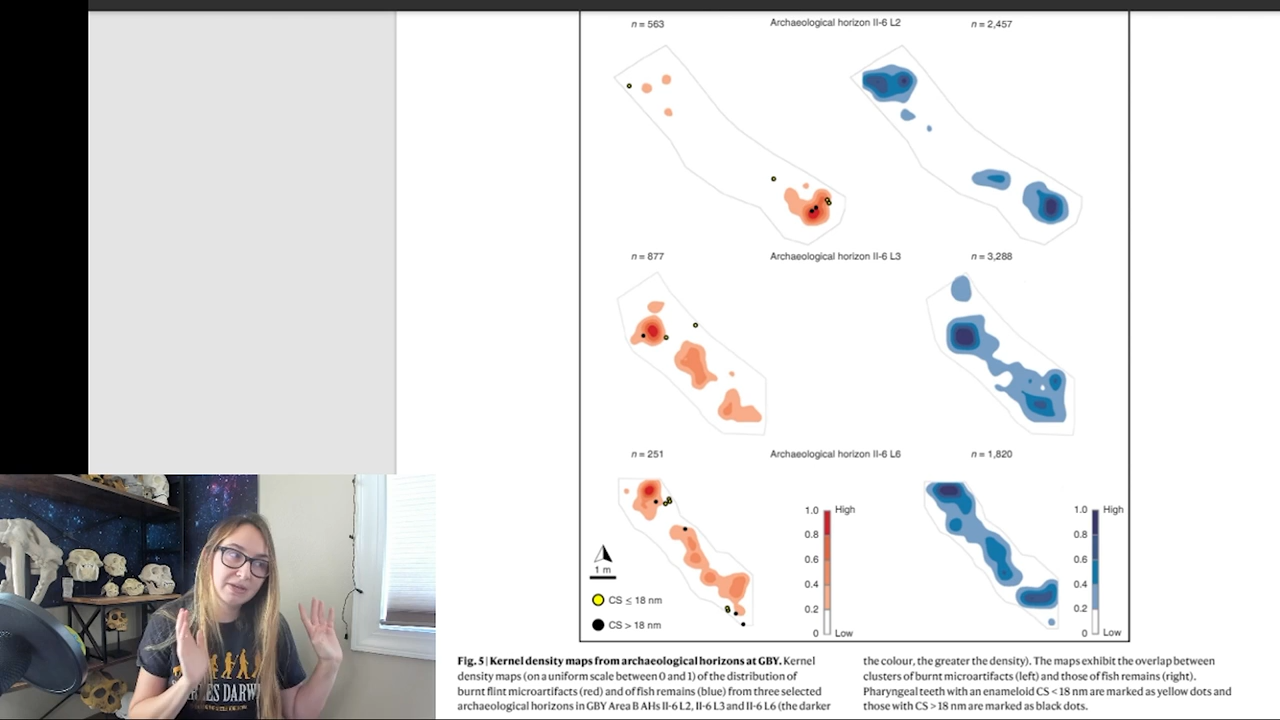 n = 563 Archaeological horizon II-6 L2 n = 2,457
n = 877 Archaeological horizon II-6 L3 n = 3,288
n = 251 Archaeological horizon II-6 L6 n = 1,820
1 m
CS ≤ 18 nm
CS > 18 nm
1.0 High
0.8
0.6
0.4
0.2
0 Low
1.0 High
0.8
0.6
0.4
0.2
0 Low
Fig. 5 | Kernel density maps from archaeological horizons at GBY. Kernel
density maps (on a uniform scale between 0 and 1) of the distribution of
burnt flint microartifacts (red) and of fish remains (blue) from three selected
archaeological horizons in GBY Area B AHs II-6 L2, II-6 L3 and II-6 L6 (the darker
the colour, the greater the density). The maps exhibit the overlap between
clusters of burnt microartifacts (left) and those of fish remains (right).
Pharyngeal teeth with an enameloid CS < 18 nm are marked as yellow dots and
those with CS > 18 nm are marked as black dots.
DARW